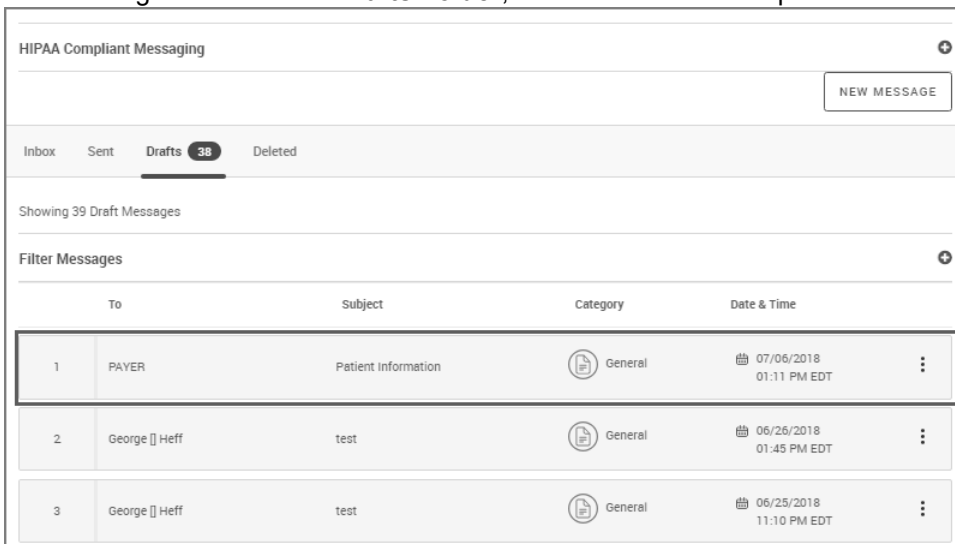 HIPAA Compliant Messaging
NEW MESSAGE
Inbox Sent Drafts 38 Deleted
Showing 39 Draft Messages
Filter Messages
To Subject Category Date & Time
1 PAYER Patient Information General 07/06/2018
01:11 PM EDT
2 George [] Heff test General 06/26/2018
01:45 PM EDT
3 George [] Heff test General 06/25/2018
11:10 PM EDT